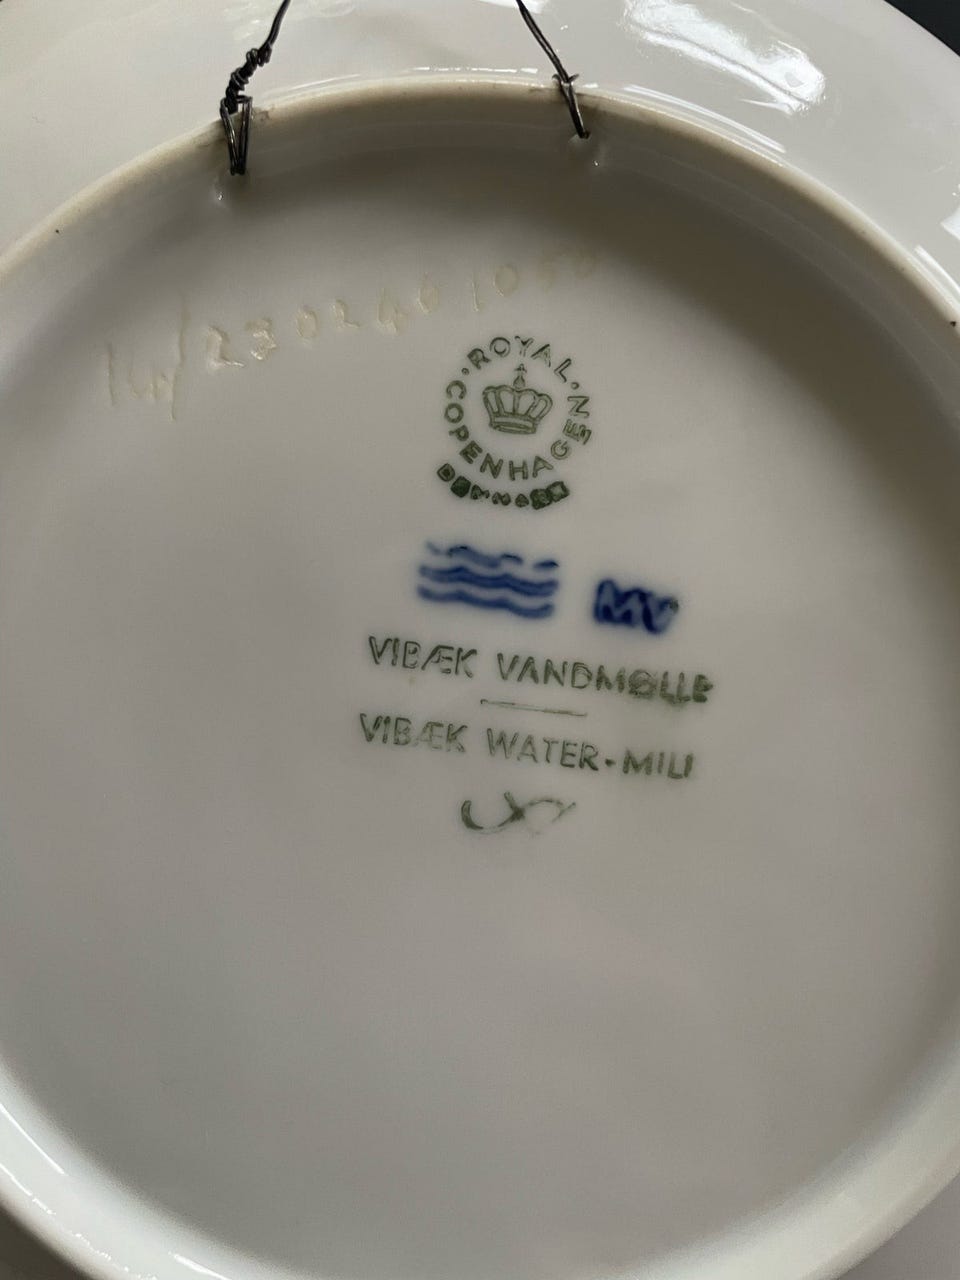 ROYAL · COPENHAGEN ·
DENMARK
MV
VIBÆK VANDMØLLE
VIBÆK WATER-MILL